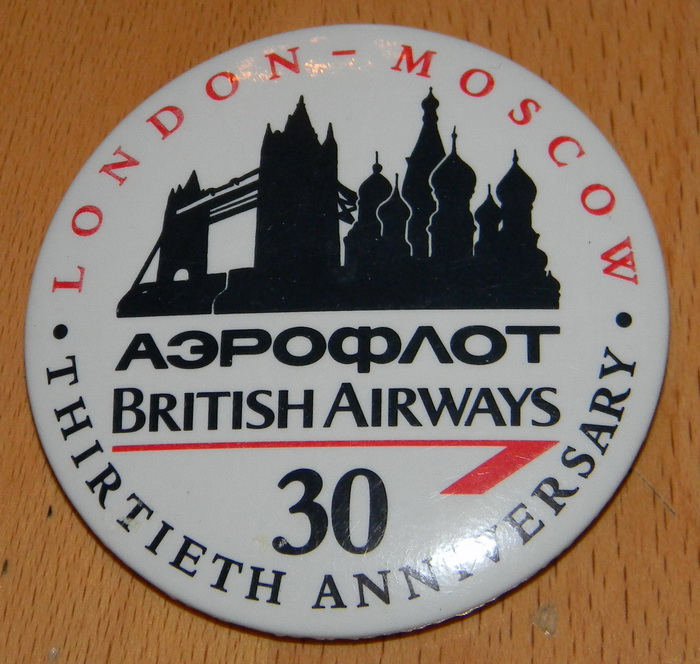 LONDON – MOSCOW
АЭРОФЛОТ
BRITISH AIRWAYS
30
• THIRTIETH ANNIVERSARY •